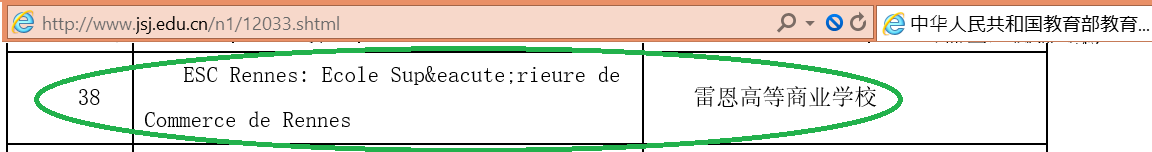 http://www.jsj.edu.cn/n1/12033.shtml
中华人民共和国教育部教育...
38
ESC Rennes: Ecole Sup&eacute;rieure de
Commerce de Rennes
雷恩高等商业学校